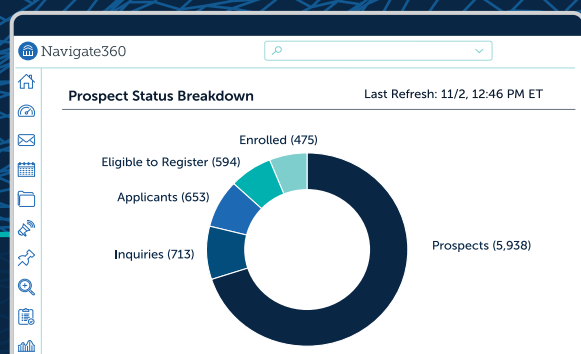 Navigate360
Prospect Status Breakdown
Last Refresh: 11/2, 12:46 PM ET
Enrolled (475)
Eligible to Register (594)
Applicants (653)
Inquiries (713)
Prospects (5,938)